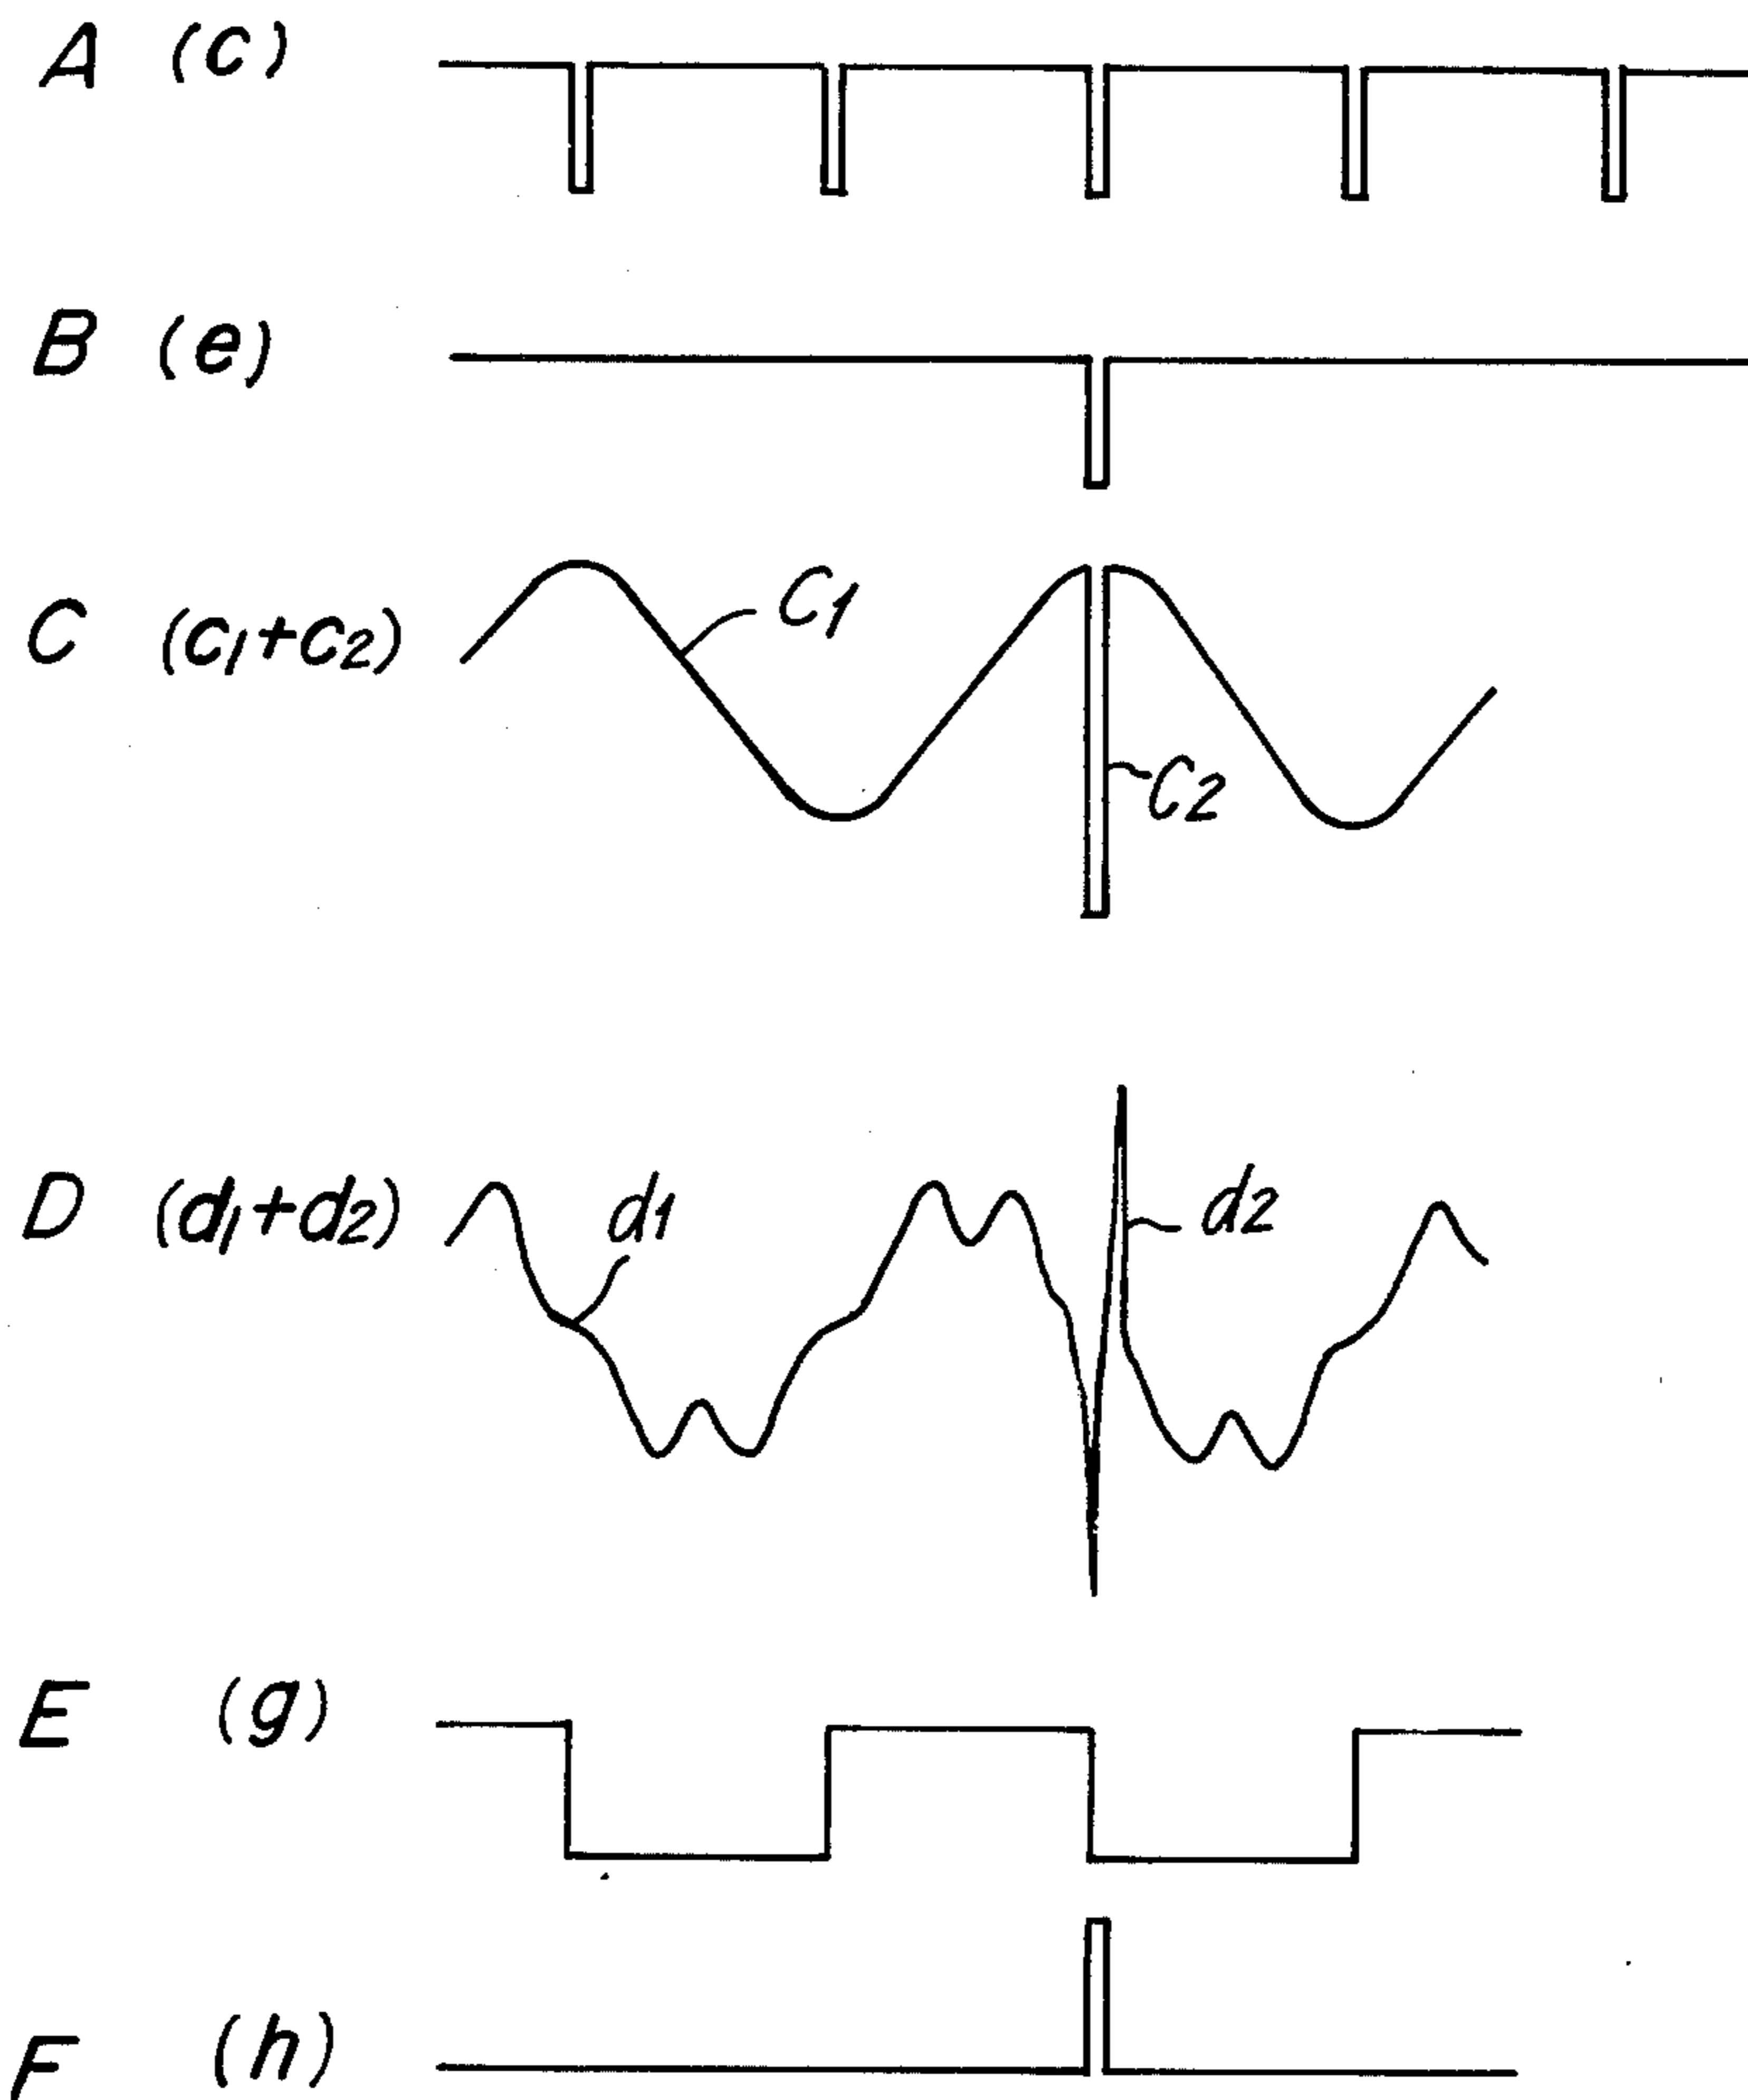 A (c)
B (e)
C (c1+c2)
C1
C2
D (d1+d2)
d1
d2
E (g)
F (h)